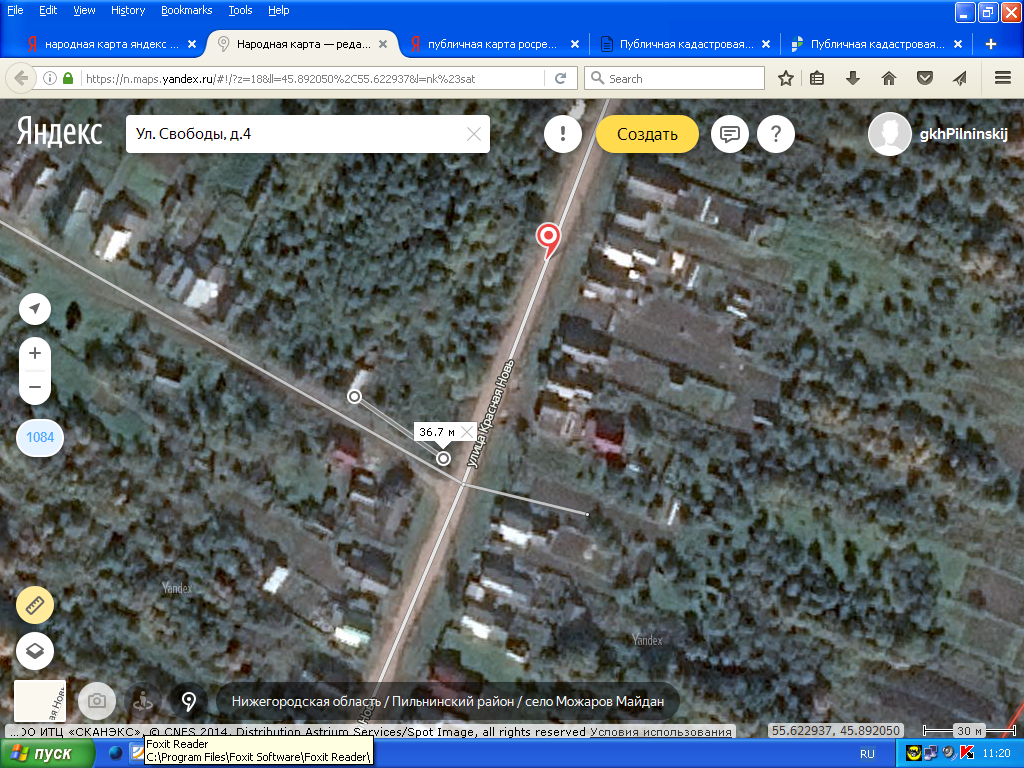 File Edit View History Bookmarks Tools Help
народная карта яндекс ...
Народная карта — реда...
публичная карта росре...
Публичная кадастровая...
Публичная кадастровая...
https://n.maps.yandex.ru/#!/?z=18&ll=45.892050%2C55.622937&l=nk%23sat
Search
Яндекс
Ул. Свободы, д.4
!
Создать
?
gkhPilninskij
+
−
1084
36.7 м
улица Красная Новь
Yandex
Yandex
ая Новь
Нижегородская область / Пильнинский район / село Можаров Майдан
...ОО ИТЦ «СКАНЭКС», © CNES 2014, Distribution Astrium Services/Spot Image, all rights reserved Условия использования
55.622937, 45.892050
30 м
Foxit Reader
C:\Program Files\Foxit Software\Foxit Reader\
пуск
RU
11:20